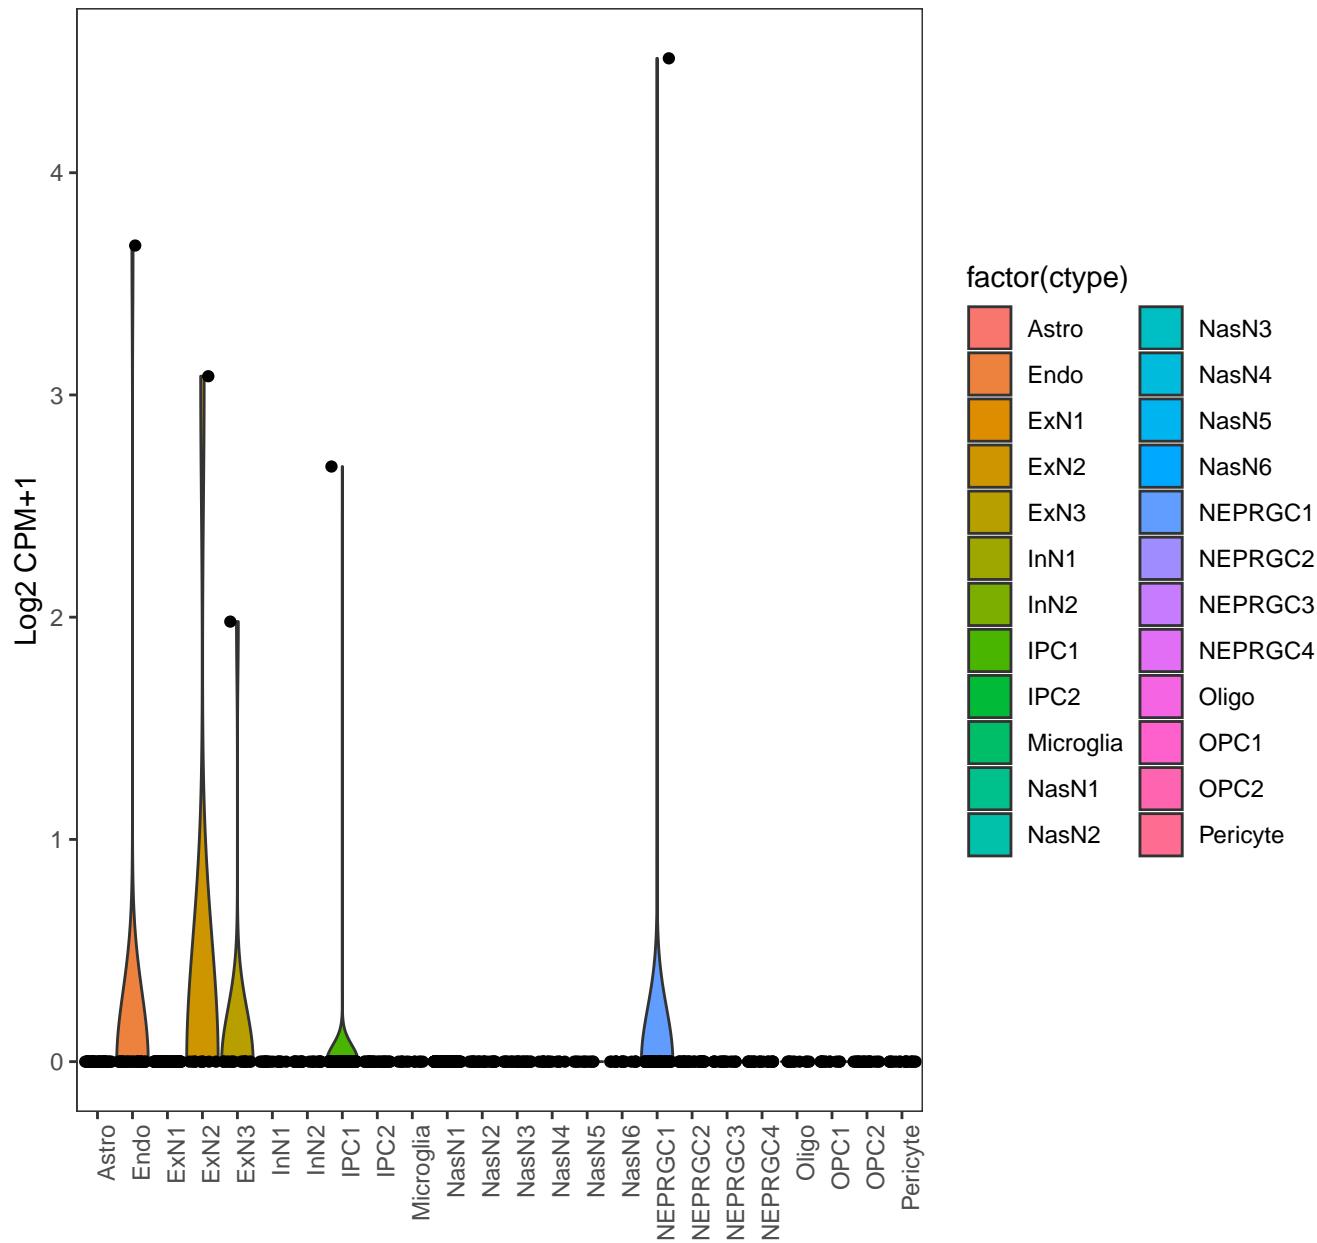 4
3
2
1
0
Log2 CPM+1
Astro
Endo
ExN1
ExN2
ExN3
InN1
InN2
IPC1
IPC2
Microglia
NasN1
NasN2
NasN3
NasN4
NasN5
NasN6
NEPRGC1
NEPRGC2
NEPRGC3
NEPRGC4
Oligo
OPC1
OPC2
Pericyte
factor(ctype)
Astro
Endo
ExN1
ExN2
ExN3
InN1
InN2
IPC1
IPC2
Microglia
NasN1
NasN2
NasN3
NasN4
NasN5
NasN6
NEPRGC1
NEPRGC2
NEPRGC3
NEPRGC4
Oligo
OPC1
OPC2
Pericyte